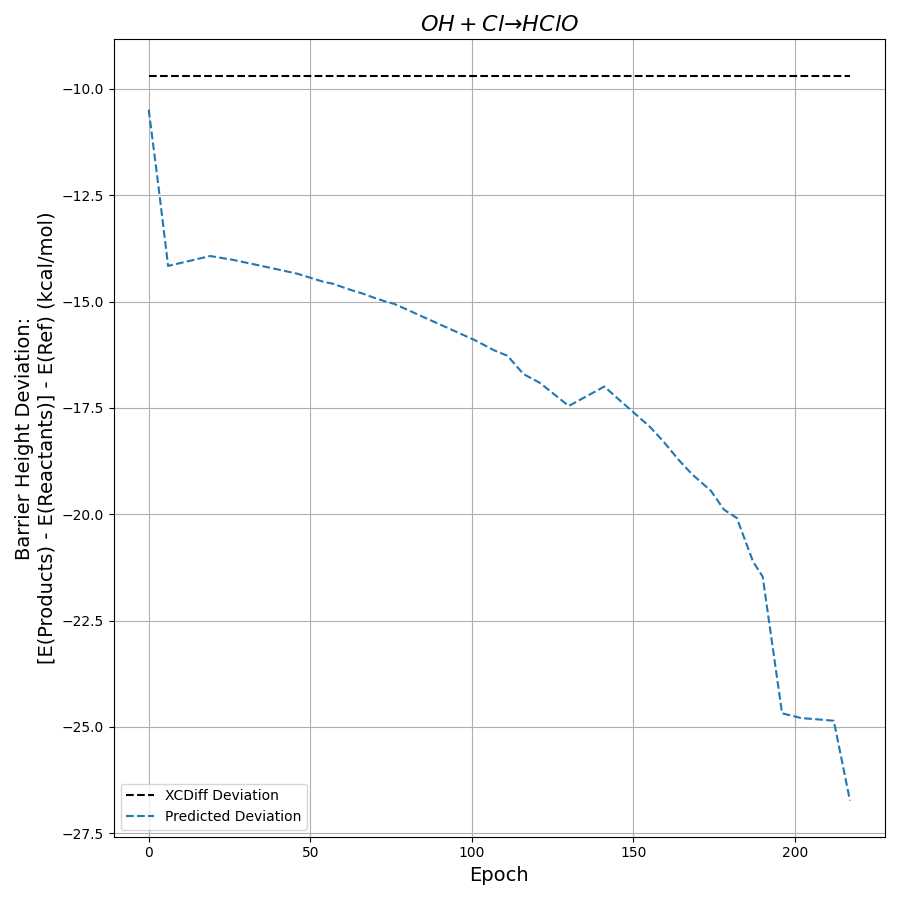 OH + Cl→HClO
Barrier Height Deviation:
[E(Products) - E(Reactants)] - E(Ref) (kcal/mol)
−10.0
−12.5
−15.0
−17.5
−20.0
−22.5
−25.0
−27.5
XCDiff Deviation
Predicted Deviation
0 50 100 150 200
Epoch